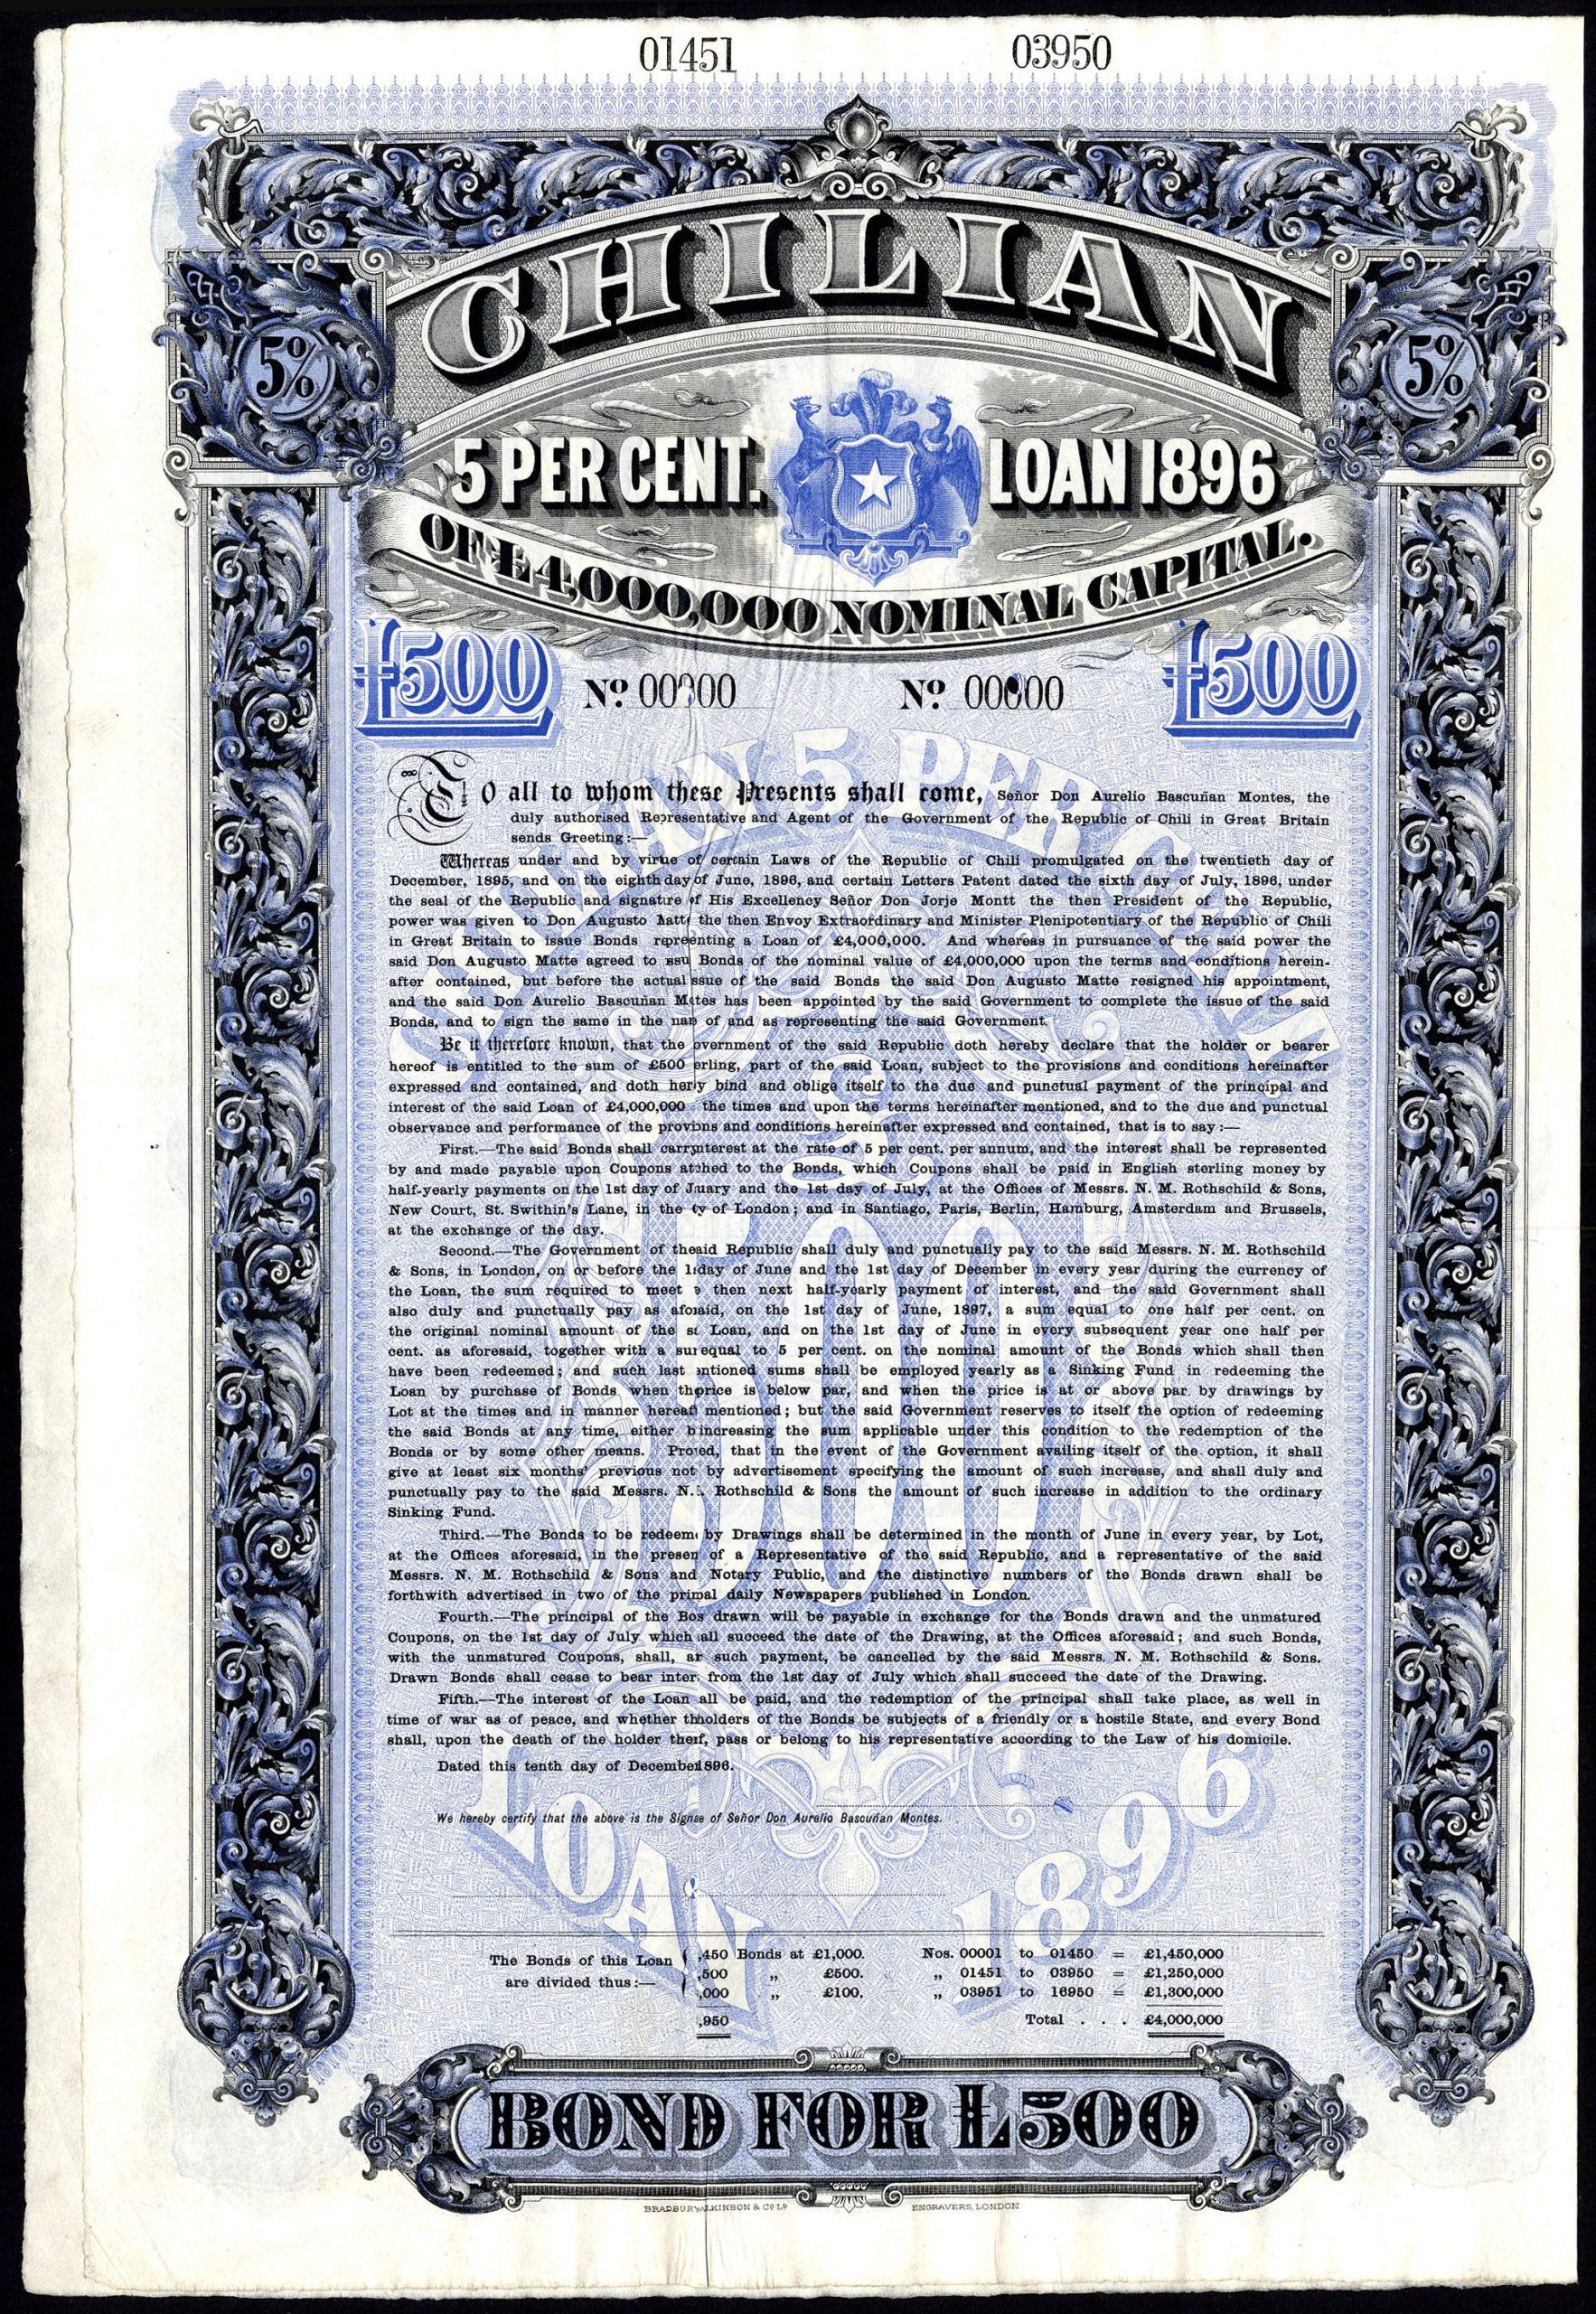 01451 03950
CHILIAN
5% 5%
5 PER CENT. LOAN 1896
OF £4,000,000 NOMINAL CAPITAL.
£500 Nº 00000 Nº 00000 £500
TO all to whom these Presents shall come, Señor Don Aurelio Bascuñan Montes, the
duly authorised Representative and Agent of the Government of the Republic of Chili in Great Britain
sends Greeting:—
Whereas under and by virtue of certain Laws of the Republic of Chili promulgated on the twentieth day of
December, 1895, and on the eighth day of June, 1896, and certain Letters Patent dated the sixth day of July, 1896, under
the seal of the Republic and signature of His Excellency Señor Don Jorje Montt the then President of the Republic,
power was given to Don Augusto Matte the then Envoy Extraordinary and Minister Plenipotentiary of the Republic of Chili
in Great Britain to issue Bonds representing a Loan of £4,000,000. And whereas in pursuance of the said power the
said Don Augusto Matte agreed to issue Bonds of the nominal value of £4,000,000 upon the terms and conditions herein-
after contained, but before the actual issue of the said Bonds the said Don Augusto Matte resigned his appointment,
and the said Don Aurelio Bascuñan Montes has been appointed by the said Government to complete the issue of the said
Bonds, and to sign the same in the name of and as representing the said Government.
Be it therefore known, that the Government of the said Republic doth hereby declare that the holder or bearer
hereof is entitled to the sum of £500 sterling, part of the said Loan, subject to the provisions and conditions hereinafter
expressed and contained, and doth hereby bind and oblige itself to the due and punctual payment of the principal and
interest of the said Loan of £4,000,000 the times and upon the terms hereinafter mentioned, and to the due and punctual
observance and performance of the provisions and conditions hereinafter expressed and contained, that is to say:—
First.—The said Bonds shall carry interest at the rate of 5 per cent. per annum, and the interest shall be represented
by and made payable upon Coupons attached to the Bonds, which Coupons shall be paid in English sterling money by
half-yearly payments on the 1st day of January and the 1st day of July, at the Offices of Messrs. N. M. Rothschild & Sons,
New Court, St. Swithin's Lane, in the City of London; and in Santiago, Paris, Berlin, Hamburg, Amsterdam and Brussels,
at the exchange of the day.
Second.—The Government of the said Republic shall duly and punctually pay to the said Messrs. N. M. Rothschild
& Sons, in London, on or before the 1st day of June and the 1st day of December in every year during the currency of
the Loan, the sum required to meet the then next half-yearly payment of interest, and the said Government shall
also duly and punctually pay as aforesaid, on the 1st day of June, 1897, a sum equal to one half per cent. on
the original nominal amount of the said Loan, and on the 1st day of June in every subsequent year one half per
cent. as aforesaid, together with a sum equal to 5 per cent. on the nominal amount of the Bonds which shall then
have been redeemed; and such last mentioned sums shall be employed yearly as a Sinking Fund in redeeming the
Loan by purchase of Bonds when the price is below par, and when the price is at or above par by drawings by
Lot at the times and in manner hereafter mentioned; but the said Government reserves to itself the option of redeeming
the said Bonds at any time, either by increasing the sum applicable under this condition to the redemption of the
Bonds or by some other means. Provided, that in the event of the Government availing itself of the option, it shall
give at least six months' previous notice by advertisement specifying the amount of such increase, and shall duly and
punctually pay to the said Messrs. N. M. Rothschild & Sons the amount of such increase in addition to the ordinary
Sinking Fund.
Third.—The Bonds to be redeemed by Drawings shall be determined in the month of June in every year, by Lot,
at the Offices aforesaid, in the presence of a Representative of the said Republic, and a representative of the said
Messrs. N. M. Rothschild & Sons and Notary Public, and the distinctive numbers of the Bonds drawn shall be
forthwith advertised in two of the principal daily Newspapers published in London.
Fourth.—The principal of the Bonds drawn will be payable in exchange for the Bonds drawn and the unmatured
Coupons, on the 1st day of July which shall succeed the date of the Drawing, at the Offices aforesaid; and such Bonds,
with the unmatured Coupons, shall, after such payment, be cancelled by the said Messrs. N. M. Rothschild & Sons.
Drawn Bonds shall cease to bear interest from the 1st day of July which shall succeed the date of the Drawing.
Fifth.—The interest of the Loan shall be paid, and the redemption of the principal shall take place, as well in
time of war as of peace, and whether the holders of the Bonds be subjects of a friendly or a hostile State, and every Bond
shall, upon the death of the holder thereof, pass or belong to his representative according to the Law of his domicile.
Dated this tenth day of December 1896.
We hereby certify that the above is the Signature of Señor Don Aurelio Bascuñan Montes.
LOAN 1896
The Bonds of this Loan ,450 Bonds at £1,000. Nos. 00001 to 01450 = £1,450,000
are divided thus:— ,500 „ £500. „ 01451 to 03950 = £1,250,000
,000 „ £100. „ 03951 to 16950 = £1,300,000
,950 Total . . . £4,000,000
BOND FOR £500
BRADBURY WILKINSON & Cº Lº ENGRAVERS, LONDON